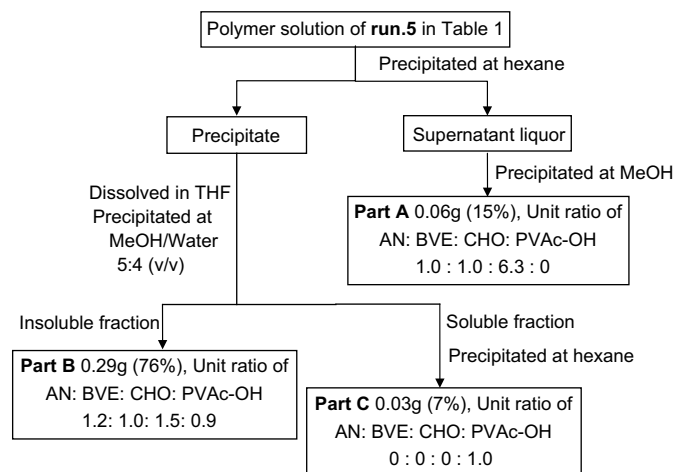 Polymer solution of run.5 in Table 1
Precipitated at hexane
Precipitate
Supernatant liquor
Precipitated at MeOH
Dissolved in THF
Precipitated at
MeOH/Water
5:4 (v/v)
Part A 0.06g (15%), Unit ratio of
AN: BVE: CHO: PVAc-OH
1.0 : 1.0 : 6.3 : 0
Insoluble fraction
Soluble fraction
Precipitated at hexane
Part B 0.29g (76%), Unit ratio of
AN: BVE: CHO: PVAc-OH
1.2: 1.0: 1.5: 0.9
Part C 0.03g (7%), Unit ratio of
AN: BVE: CHO: PVAc-OH
0 : 0 : 0 : 1.0